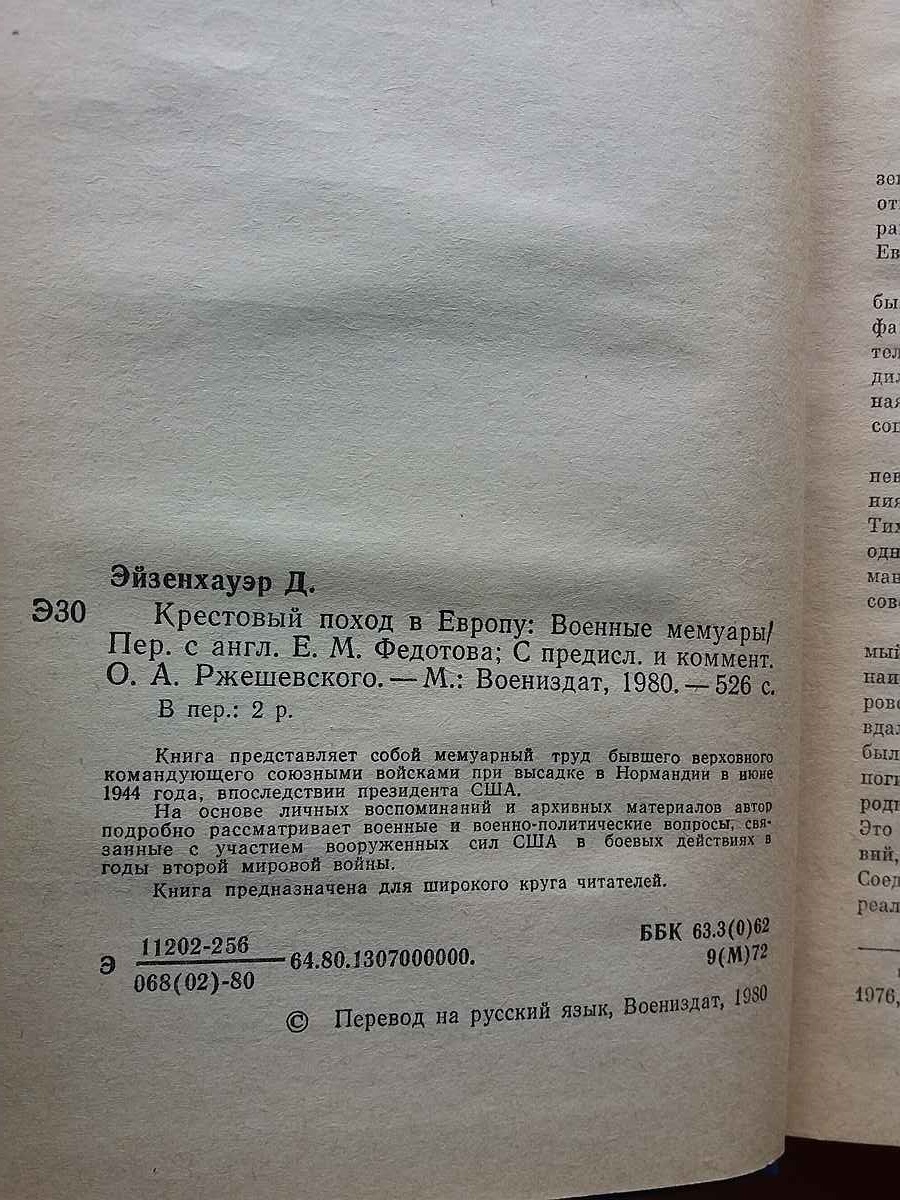 Эйзенхауэр Д.
Э30
Крестовый поход в Европу: Военные мемуары/
Пер. с англ. Е. М. Федотова; С предисл. и коммент.
О. А. Ржешевского. — М.: Воениздат, 1980. — 526 с.
В пер.: 2 р.
Книга представляет собой мемуарный труд бывшего верховного
командующего союзными войсками при высадке в Нормандии в июне
1944 года, впоследствии президента США.
На основе личных воспоминаний и архивных материалов автор
подробно рассматривает военные и военно-политические вопросы, свя-
занные с участием вооруженных сил США в боевых действиях в
годы второй мировой войны.
Книга предназначена для широкого круга читателей.
Э 11202-256
068(02)-80
64.80.1307000000.
ББК 63.3(0)62
9(М)72
© Перевод на русский язык, Воениздат, 1980
Тих
Это
вий,
1976,